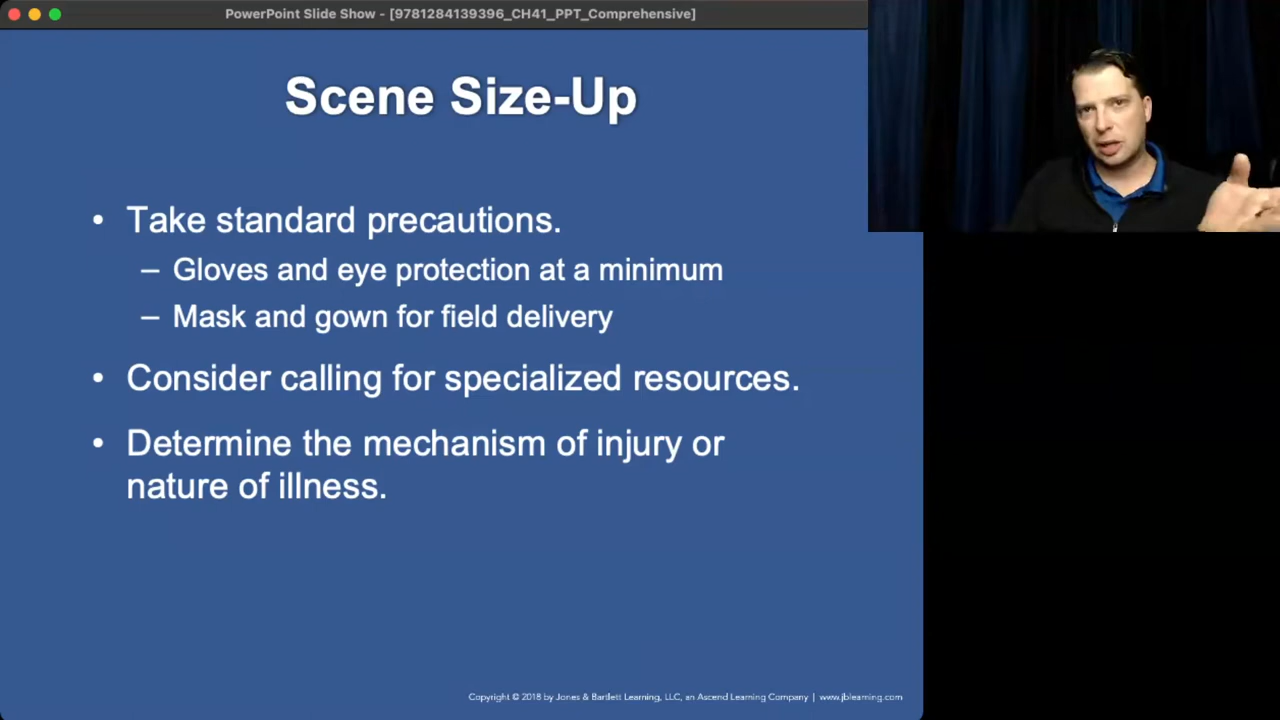 PowerPoint Slide Show - [9781284139396_CH41_PPT_Comprehensive]
Scene Size-Up
• Take standard precautions.
– Gloves and eye protection at a minimum
– Mask and gown for field delivery
• Consider calling for specialized resources.
• Determine the mechanism of injury or
nature of illness.
Copyright © 2018 by Jones & Bartlett Learning, LLC, an Ascend Learning Company | www.jblearning.com